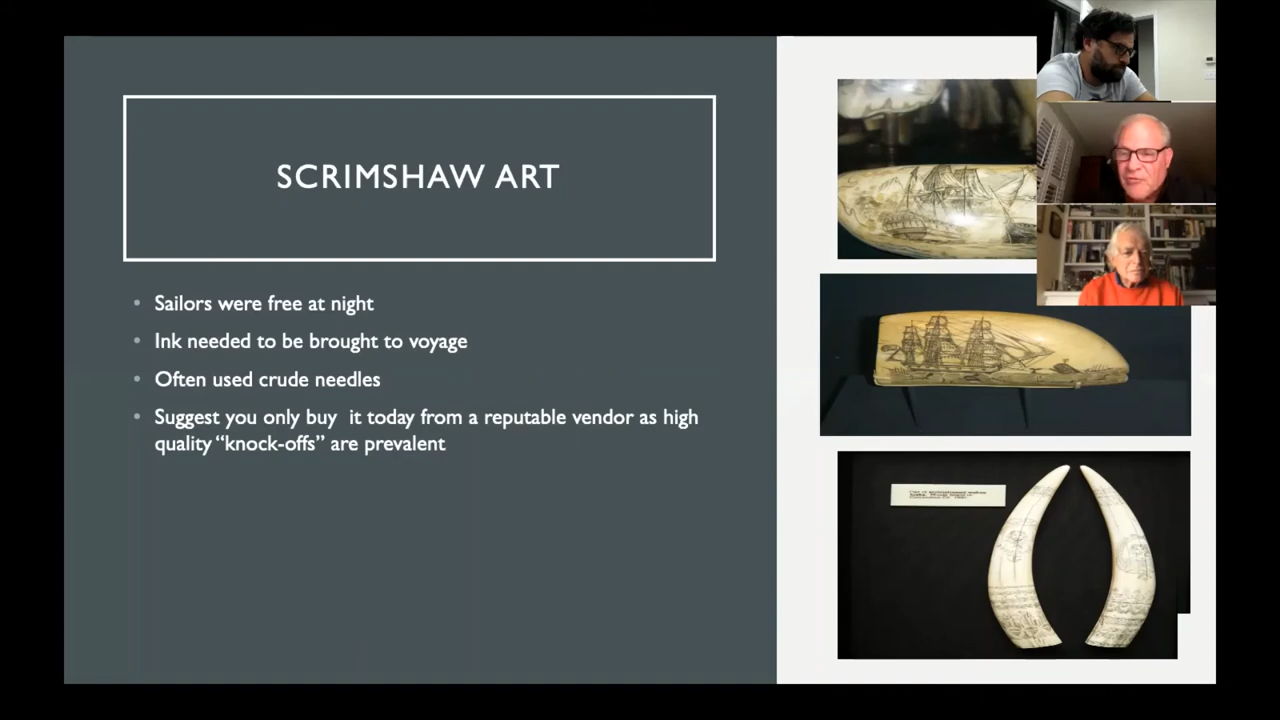 SCRIMSHAW ART
• Sailors were free at night
• Ink needed to be brought to voyage
• Often used crude needles
• Suggest you only buy  it today from a reputable vendor as high
quality “knock-offs” are prevalent